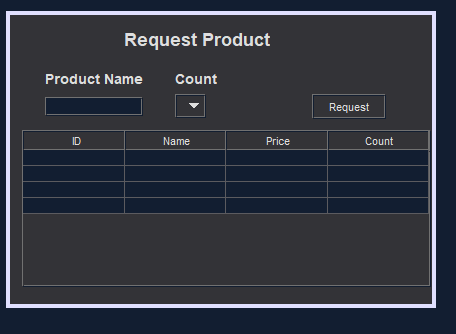 Request Product
Product Name Count
Request
ID Name Price Count